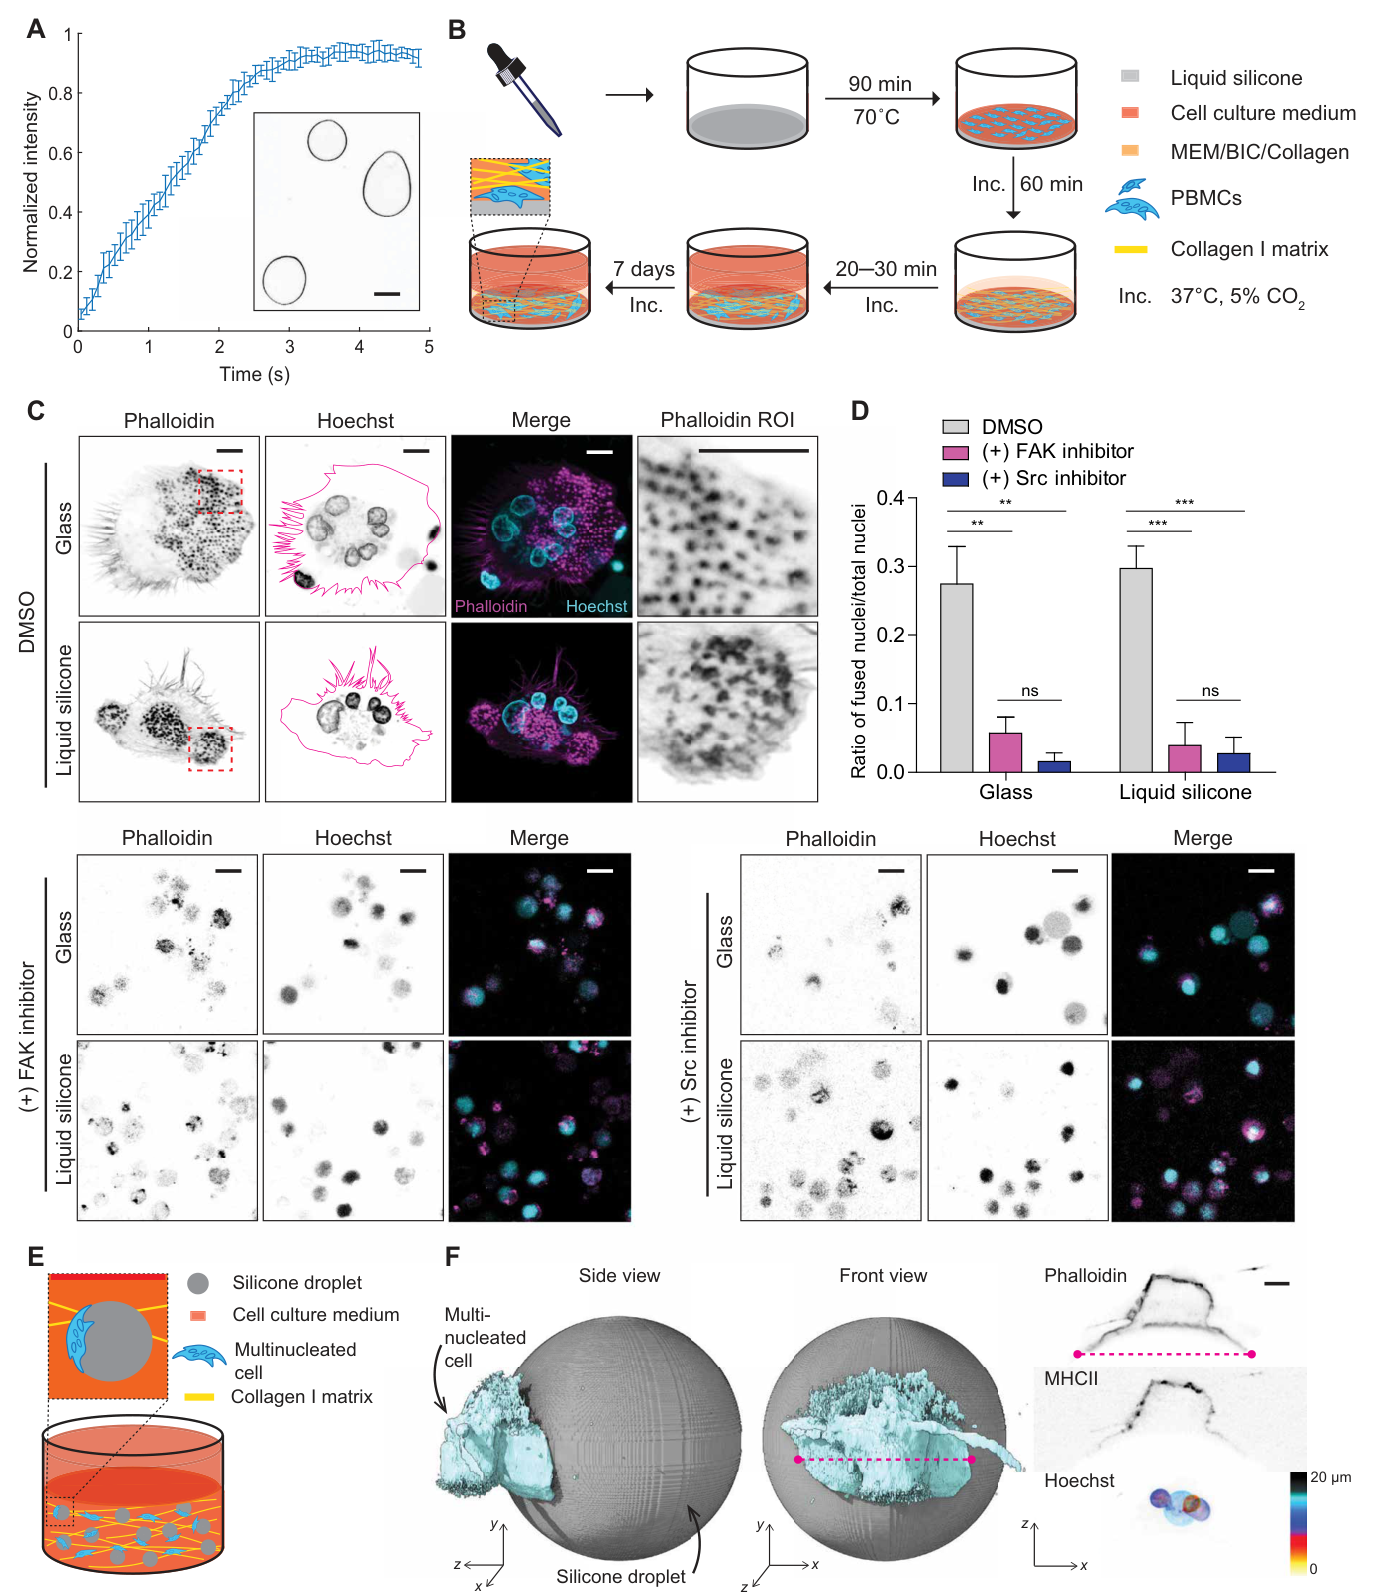 A
1
0.8
0.6
0.4
0.2
0
Normalized intensity
0 1 2 3 4 5
Time (s)
B
90 min
70˚C
Inc. 60 min
20–30 min
Inc.
7 days
Inc.
Liquid silicone
Cell culture medium
MEM/BIC/Collagen
PBMCs
Collagen I matrix
Inc. 37°C, 5% CO2
C
Phalloidin Hoechst Merge Phalloidin ROI
DMSO
Glass
Phalloidin Hoechst
Liquid silicone
D
DMSO
(+) FAK inhibitor
(+) Src inhibitor
Ratio of fused nuclei/total nuclei
0.4
0.3
0.2
0.1
0.0
** ***
** ***
ns ns
Glass Liquid silicone
Phalloidin Hoechst Merge
(+) FAK inhibitor
Glass
Liquid silicone
Phalloidin Hoechst Merge
(+) Src inhibitor
Glass
Liquid silicone
E
Silicone droplet
Cell culture medium
Multinucleated
cell
Collagen I matrix
F
Side view
Front view
Multi-
nucleated
cell
Silicone droplet
y
z
x
y
x
z
Phalloidin
MHCII
Hoechst
20 µm
0
z
x